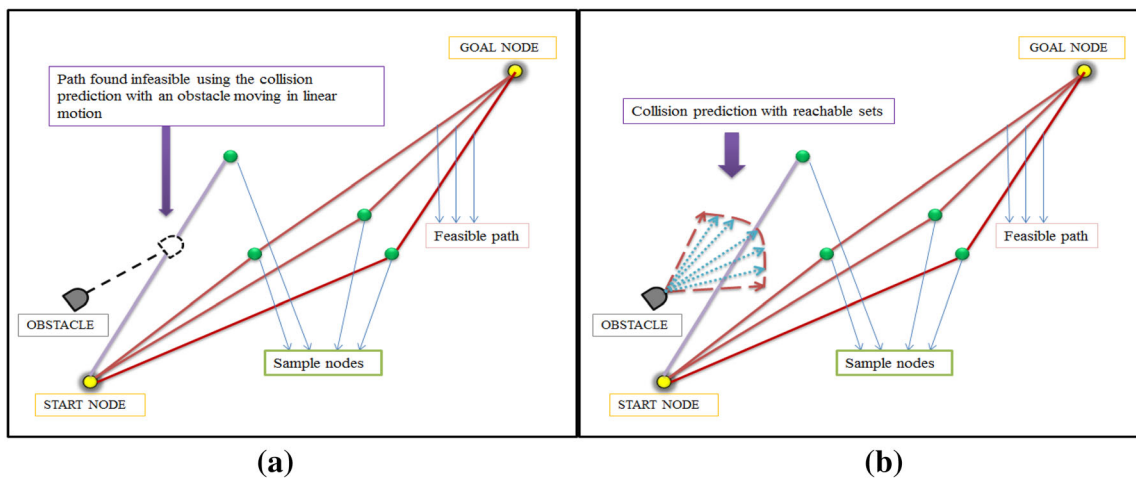 GOAL NODE
Path found infeasible using the collision
prediction with an obstacle moving in linear
motion
Feasible path
OBSTACLE
Sample nodes
START NODE
(a)
GOAL NODE
Collision prediction with reachable sets
Feasible path
OBSTACLE
Sample nodes
START NODE
(b)